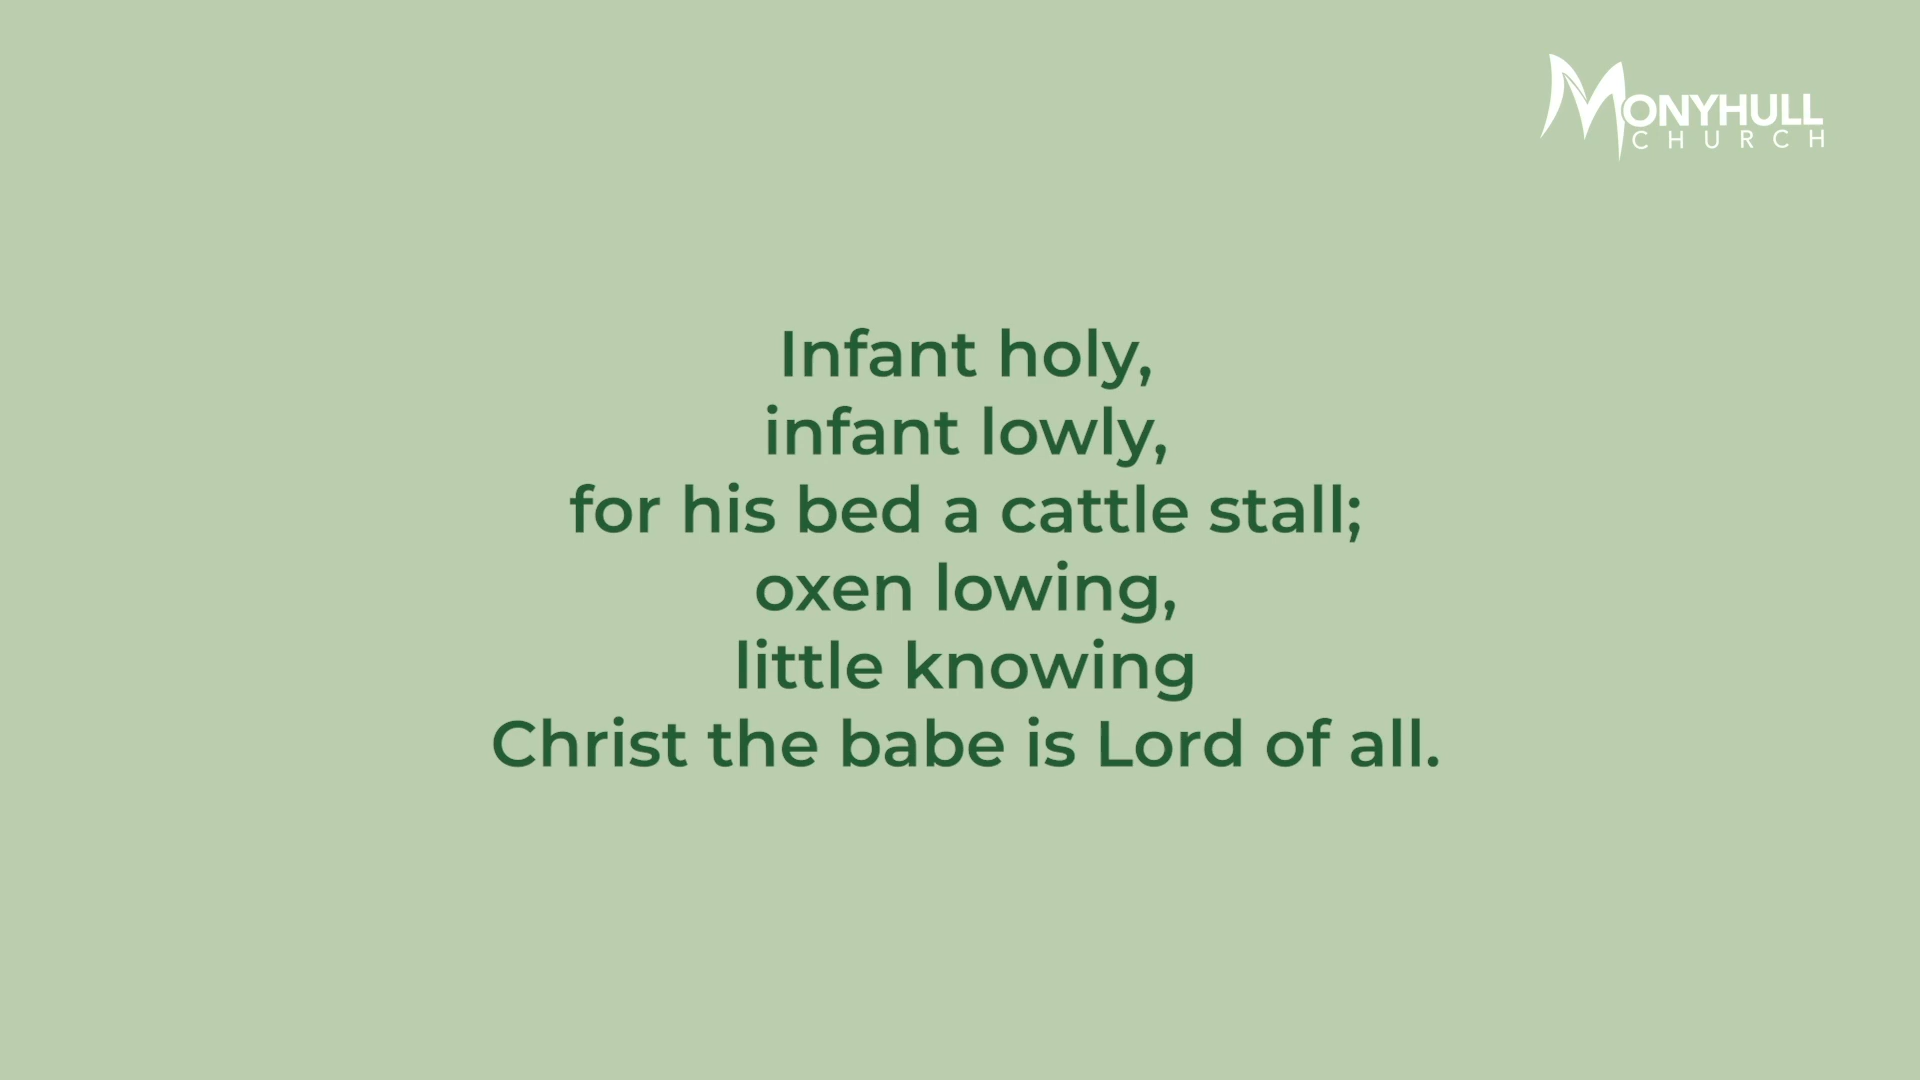 MONYHULL
CHURCH
Infant holy,
infant lowly,
for his bed a cattle stall;
oxen lowing,
little knowing
Christ the babe is Lord of all.